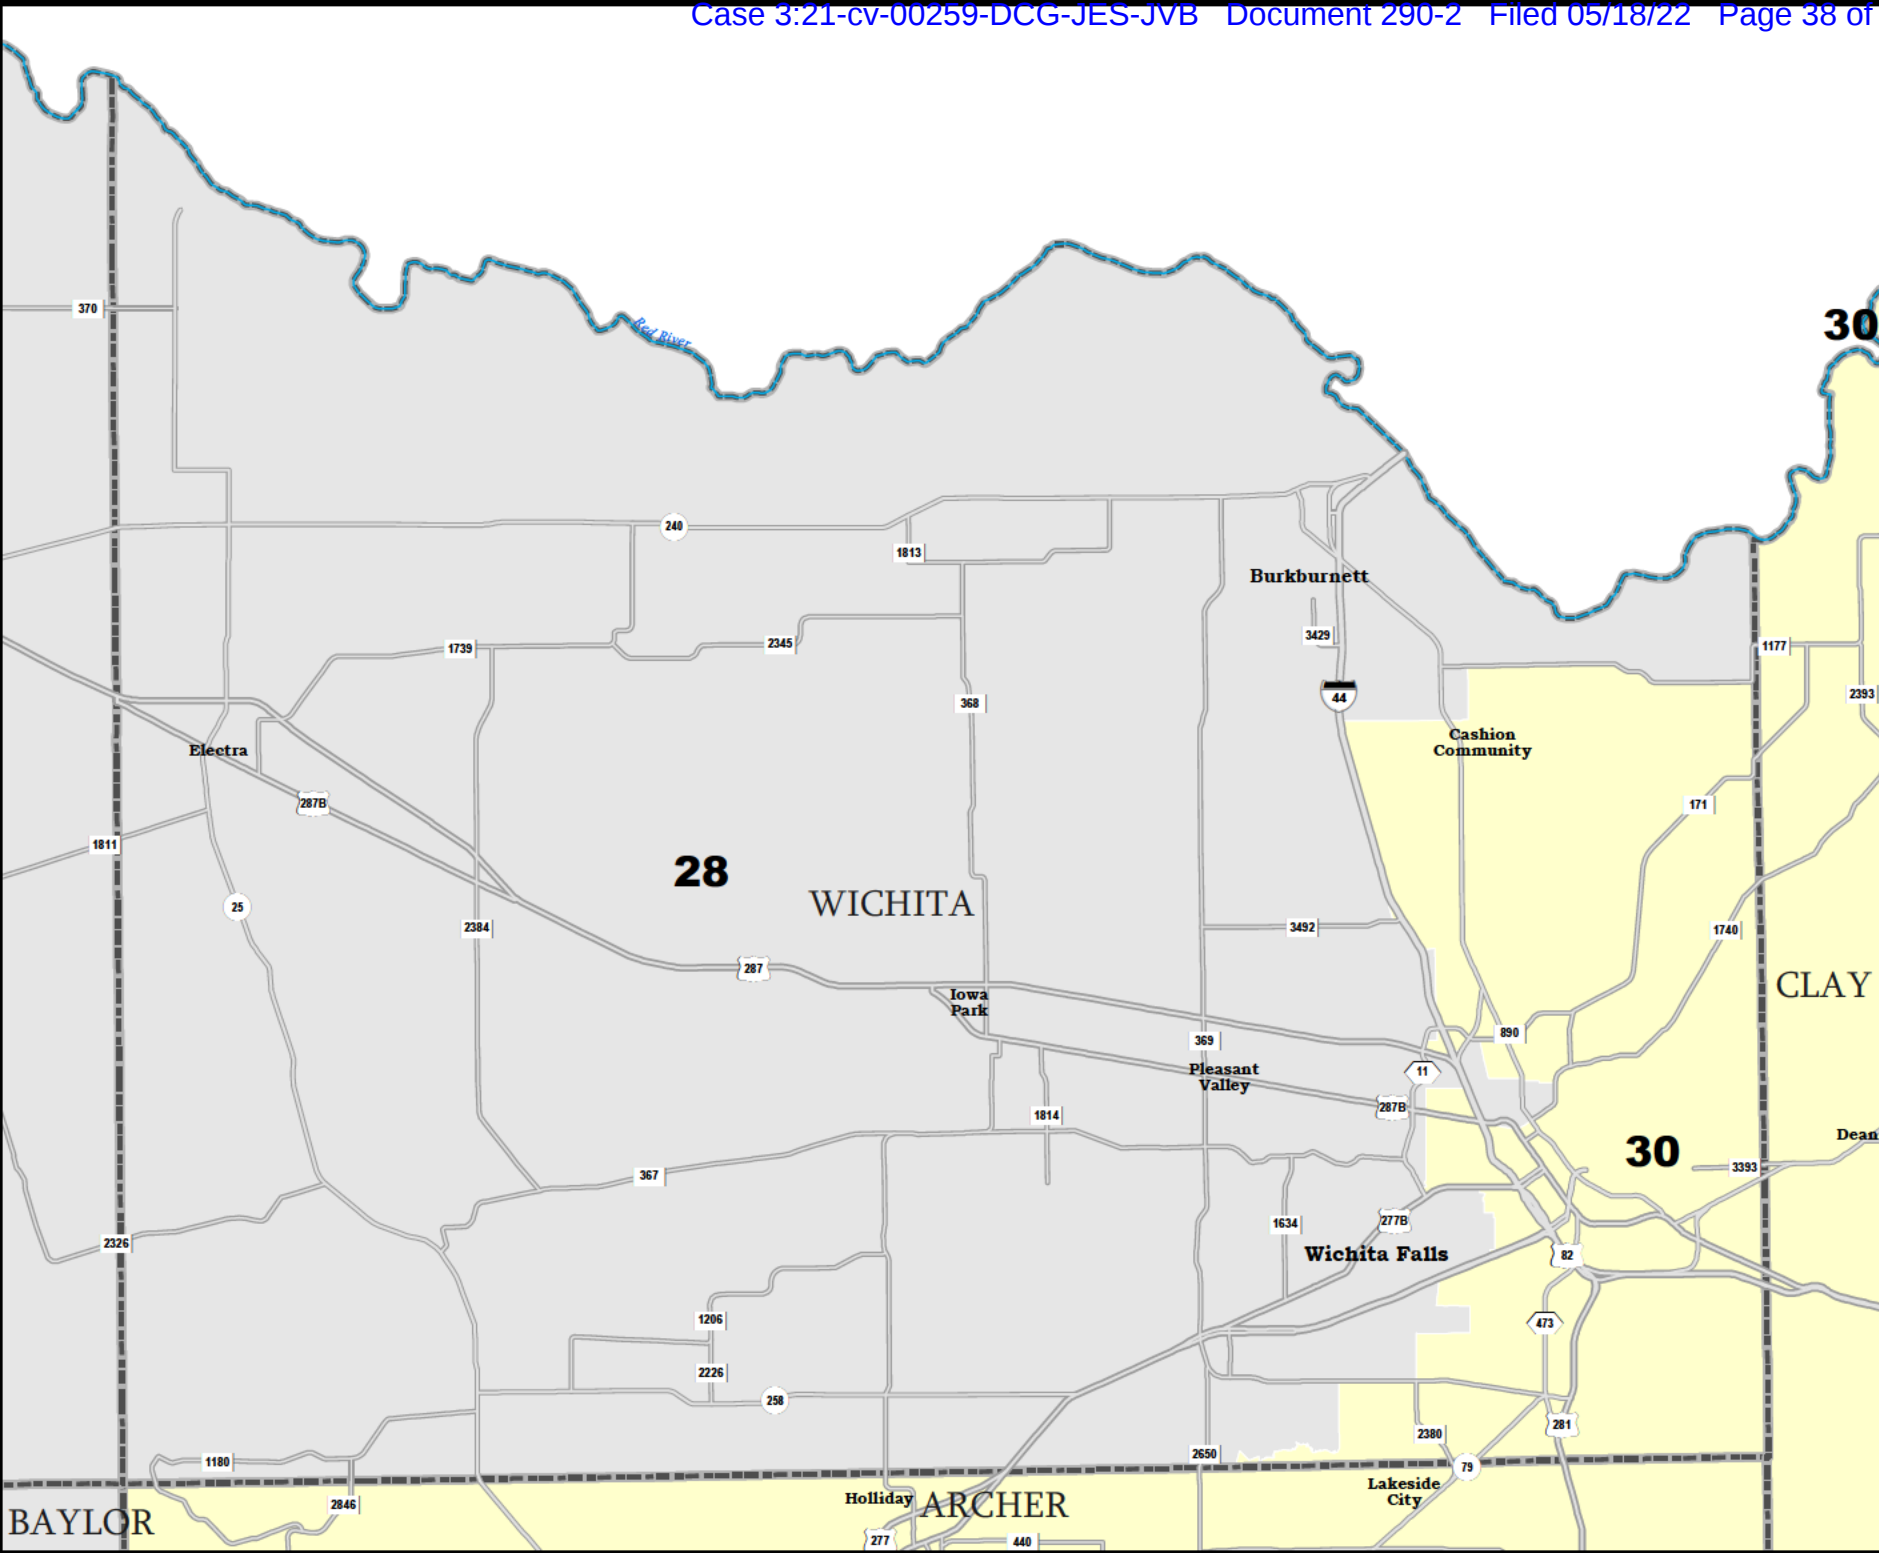 Case 3:21-cv-00259-DCG-JES-JVB Document 290-2 Filed 05/18/22 Page 38 of
370
30
Red River
240
1813
Burkburnett
3429
1739
2345
1177
44
2393
368
Electra
Cashion
Community
287B
171
1811
28
WICHITA
25
2384
3492
1740
287
CLAY
Iowa
Park
890
369
Pleasant
Valley
11
287B
1814
30
Dean
3393
367
277B
1634
2326
Wichita Falls
82
1206
473
2226
258
281
2380
2650
1180
79
Lakeside
City
2846
Holliday
ARCHER
BAYLOR
277
440